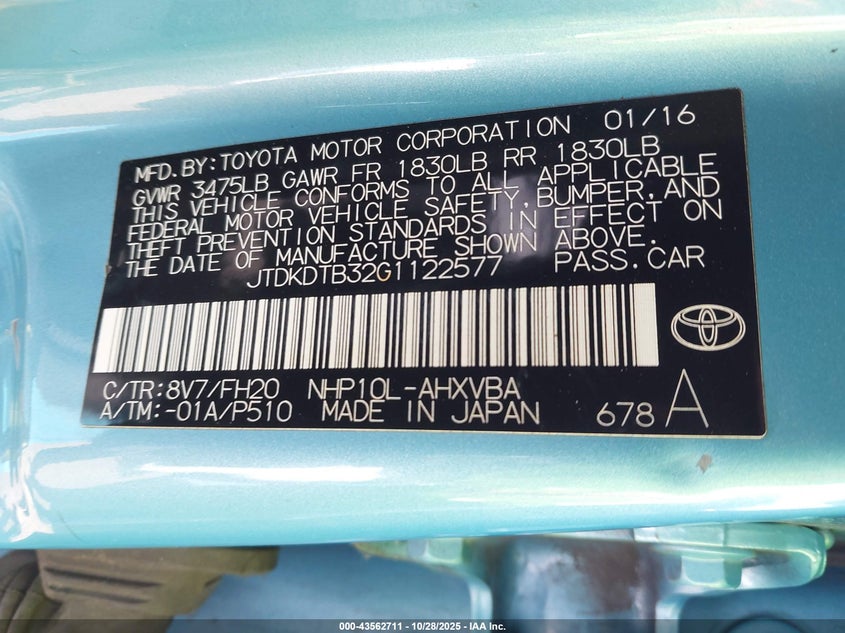 MFD.BY:TOYOTA MOTOR CORPORATION 01/16
GVWR 3475LB GAWR FR 1830LB RR 1830LB
THIS VEHICLE CONFORMS TO ALL APPLICABLE
FEDERAL MOTOR VEHICLE SAFETY,BUMPER,AND
THEFT PREVENTION STANDARDS IN EFFECT ON
THE DATE OF MANUFACTURE SHOWN ABOVE.
JTDKDTB32G1122577 PASS.CAR
C/TR:8V7/FH20 NHP10L-AHXVBA
A/TM:-01A/P510 MADE IN JAPAN 678 A
000-43562711 - 10/28/2025 - IAA Inc.